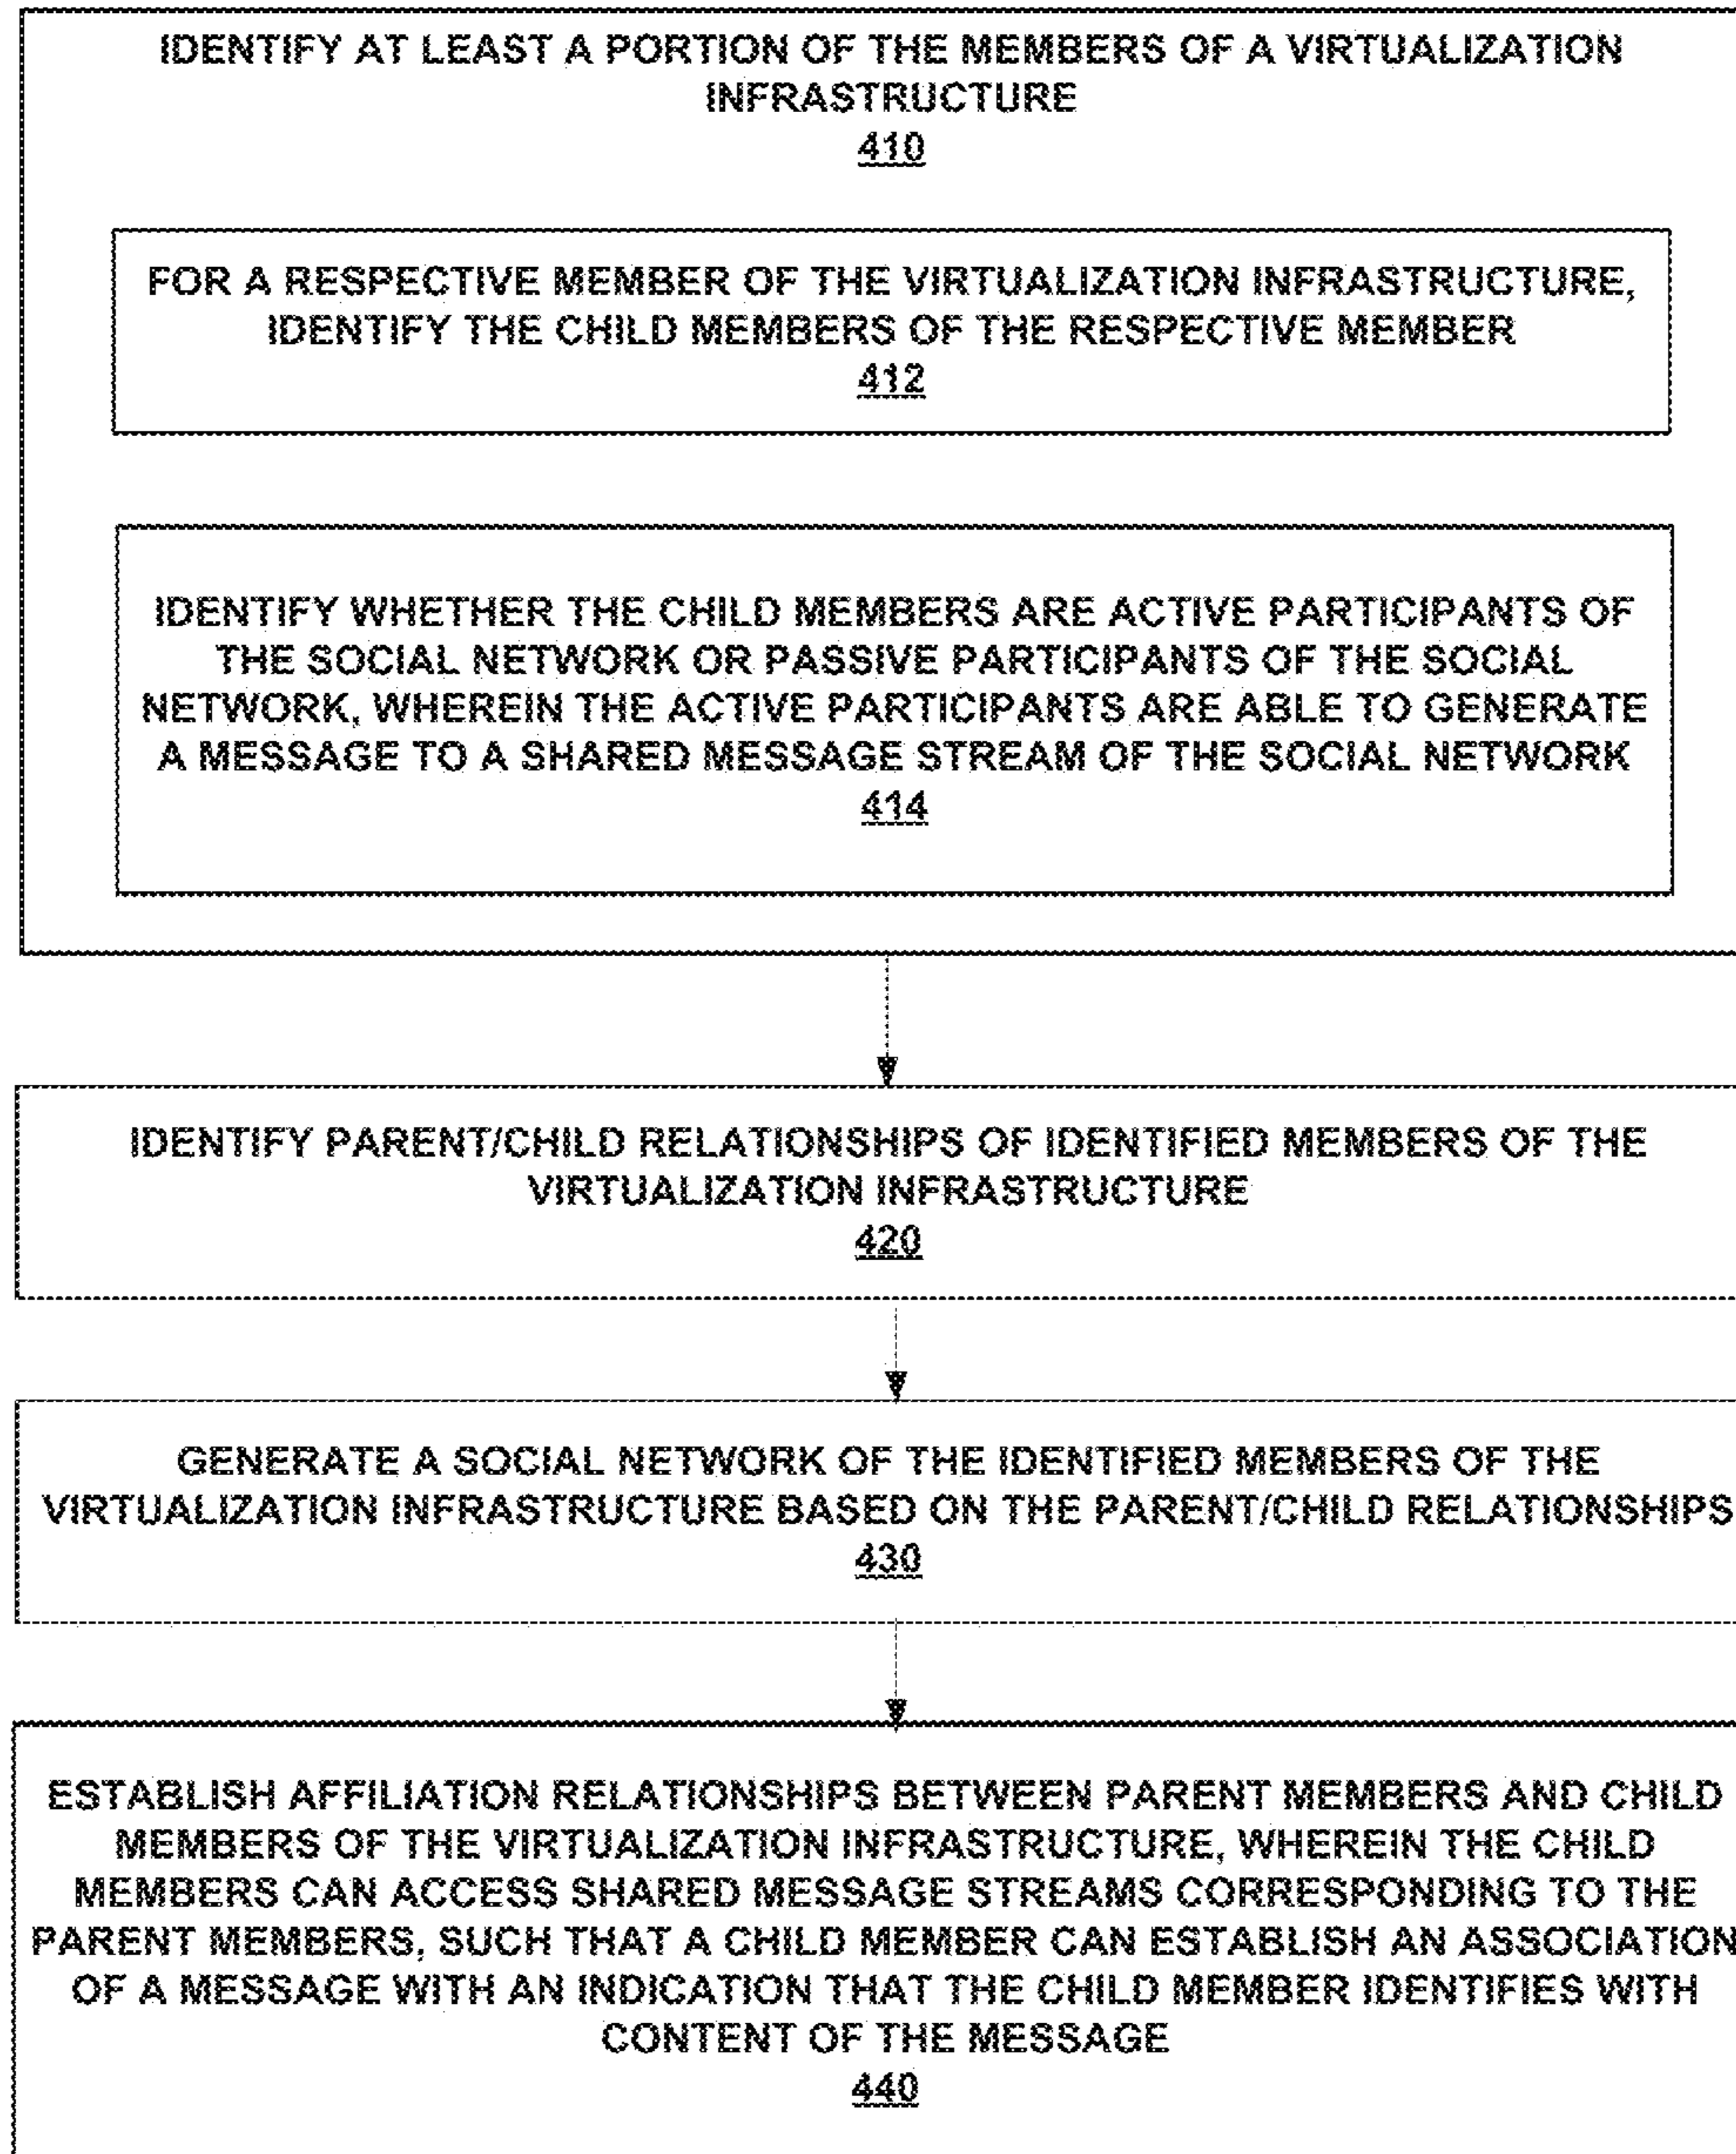 IDENTIFY AT LEAST A PORTION OF THE MEMBERS OF A VIRTUALIZATION
INFRASTRUCTURE
410
FOR A RESPECTIVE MEMBER OF THE VIRTUALIZATION INFRASTRUCTURE,
IDENTIFY THE CHILD MEMBERS OF THE RESPECTIVE MEMBER
412
IDENTIFY WHETHER THE CHILD MEMBERS ARE ACTIVE PARTICIPANTS OF
THE SOCIAL NETWORK OR PASSIVE PARTICIPANTS OF THE SOCIAL
NETWORK, WHEREIN THE ACTIVE PARTICIPANTS ARE ABLE TO GENERATE
A MESSAGE TO A SHARED MESSAGE STREAM OF THE SOCIAL NETWORK
414
IDENTIFY PARENT/CHILD RELATIONSHIPS OF IDENTIFIED MEMBERS OF THE
VIRTUALIZATION INFRASTRUCTURE
420
GENERATE A SOCIAL NETWORK OF THE IDENTIFIED MEMBERS OF THE
VIRTUALIZATION INFRASTRUCTURE BASED ON THE PARENT/CHILD RELATIONSHIPS
430
ESTABLISH AFFILIATION RELATIONSHIPS BETWEEN PARENT MEMBERS AND CHILD
MEMBERS OF THE VIRTUALIZATION INFRASTRUCTURE, WHEREIN THE CHILD
MEMBERS CAN ACCESS SHARED MESSAGE STREAMS CORRESPONDING TO THE
PARENT MEMBERS, SUCH THAT A CHILD MEMBER CAN ESTABLISH AN ASSOCIATION
OF A MESSAGE WITH AN INDICATION THAT THE CHILD MEMBER IDENTIFIES WITH
CONTENT OF THE MESSAGE
440